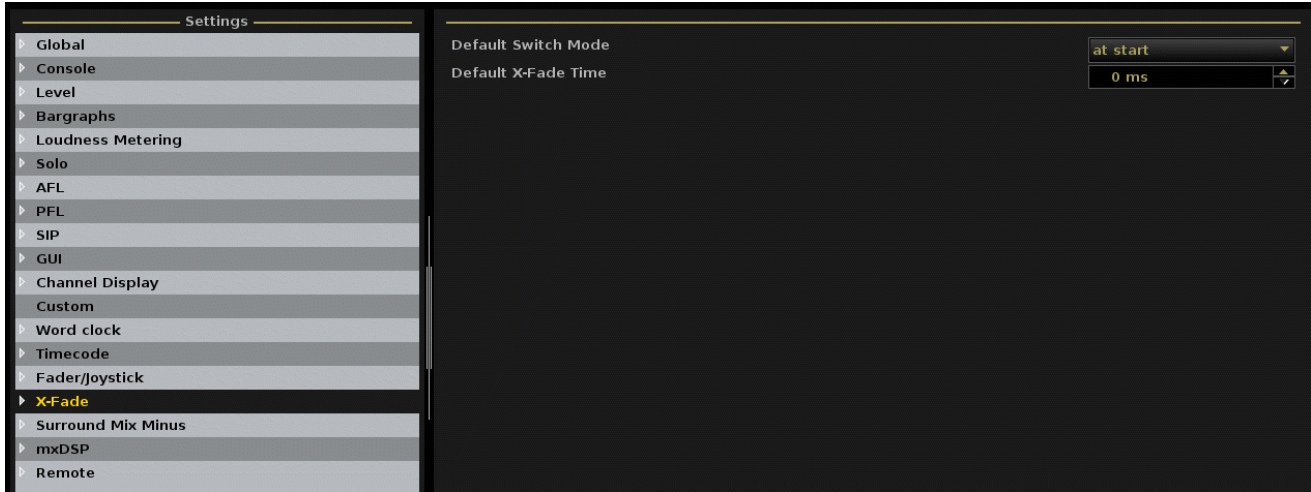 Settings
Global
Console
Level
Bargraphs
Loudness Metering
Solo
AFL
PFL
SIP
GUI
Channel Display
Custom
Word clock
Timecode
Fader/Joystick
X-Fade
Surround Mix Minus
mxDSP
Remote
Default Switch Mode at start
Default X-Fade Time 0 ms